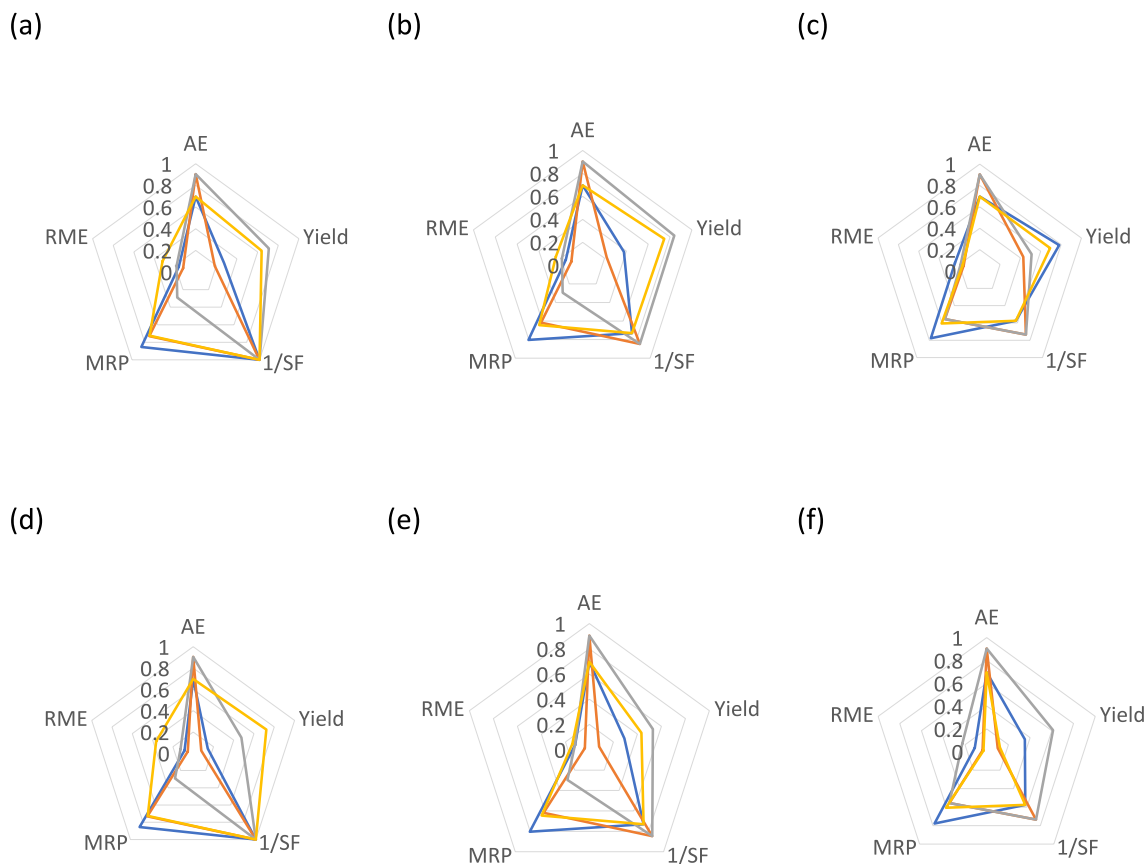 (a)
AE
1
0.8
0.6
0.4
0.2
0
RME
Yield
MRP
1/SF
(b)
AE
1
0.8
0.6
0.4
0.2
0
RME
Yield
MRP
1/SF
(c)
AE
1
0.8
0.6
0.4
0.2
0
RME
Yield
MRP
1/SF
(d)
AE
1
0.8
0.6
0.4
0.2
0
RME
Yield
MRP
1/SF
(e)
AE
1
0.8
0.6
0.4
0.2
0
RME
Yield
MRP
1/SF
(f)
AE
1
0.8
0.6
0.4
0.2
0
RME
Yield
MRP
1/SF